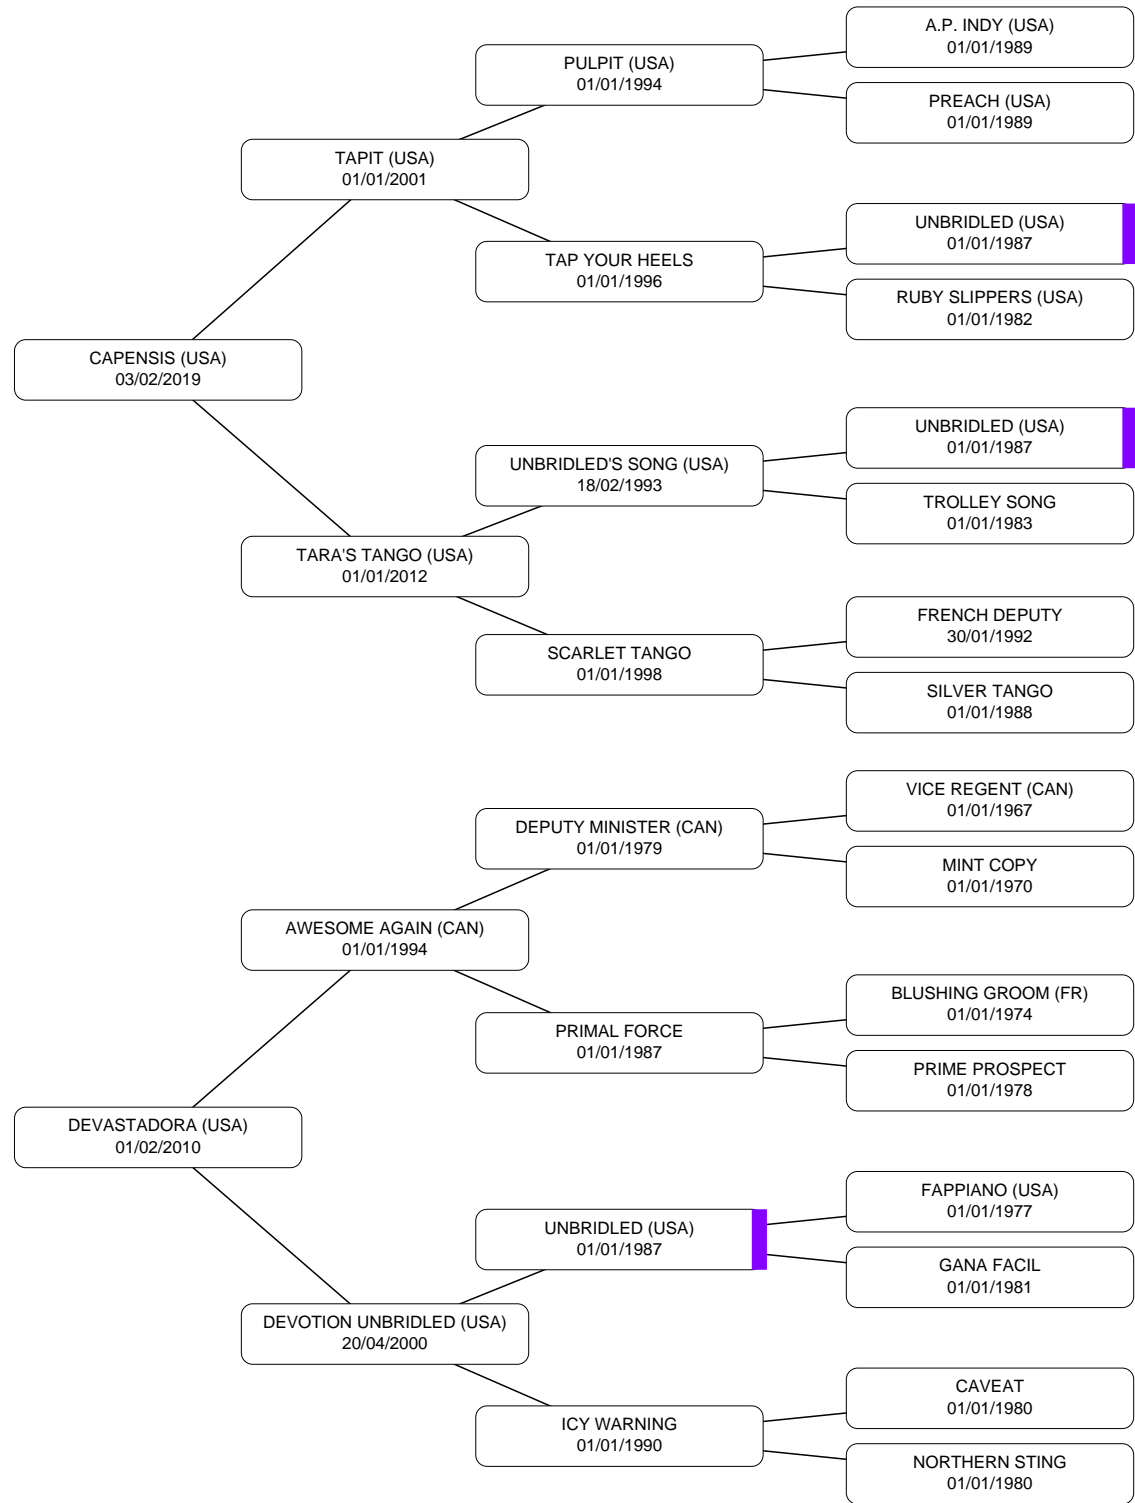 A.P. INDY (USA)
01/01/1989
PULPIT (USA)
01/01/1994
PREACH (USA)
01/01/1989
TAPIT (USA)
01/01/2001
UNBRIDLED (USA)
01/01/1987
TAP YOUR HEELS
01/01/1996
RUBY SLIPPERS (USA)
01/01/1982
CAPENSIS (USA)
03/02/2019
UNBRIDLED (USA)
01/01/1987
UNBRIDLED'S SONG (USA)
18/02/1993
TROLLEY SONG
01/01/1983
TARA'S TANGO (USA)
01/01/2012
FRENCH DEPUTY
30/01/1992
SCARLET TANGO
01/01/1998
SILVER TANGO
01/01/1988
VICE REGENT (CAN)
01/01/1967
DEPUTY MINISTER (CAN)
01/01/1979
MINT COPY
01/01/1970
AWESOME AGAIN (CAN)
01/01/1994
BLUSHING GROOM (FR)
01/01/1974
PRIMAL FORCE
01/01/1987
PRIME PROSPECT
01/01/1978
DEVASTADORA (USA)
01/02/2010
FAPPIANO (USA)
01/01/1977
UNBRIDLED (USA)
01/01/1987
GANA FACIL
01/01/1981
DEVOTION UNBRIDLED (USA)
20/04/2000
CAVEAT
01/01/1980
ICY WARNING
01/01/1990
NORTHERN STING
01/01/1980